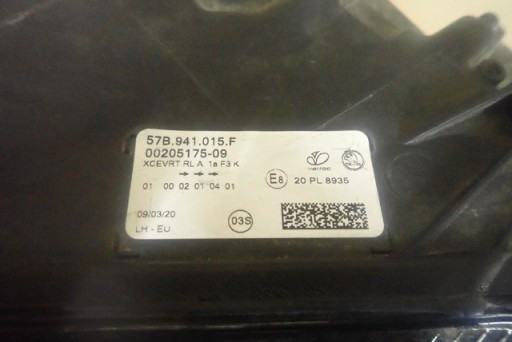 57B.941.015.F
00205175-09
XCEVRT RL A 1a F3 K
→ → →
01 00 02 01 04 01
varroc
E8 20 PL 8935
09/03/20
03S
LH - EU